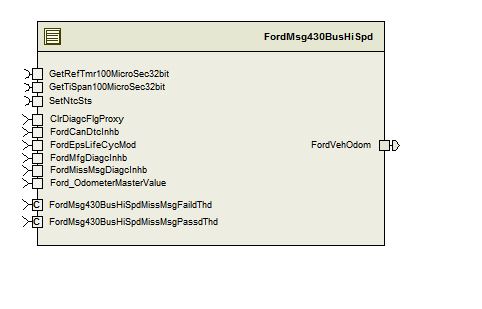 FordMsg430BusHiSpd
GetRefTmr100MicroSec32bit
GetTiSpan100MicroSec32bit
SetNtcSts
ClrDiagcFlgProxy
FordCanDtcInhb
FordEpsLifeCycMod
FordVehOdom
FordMfgDiagcInhb
FordMissMsgDiagcInhb
Ford_OdometerMasterValue
C FordMsg430BusHiSpdMissMsgFaildThd
C FordMsg430BusHiSpdMissMsgPassdThd